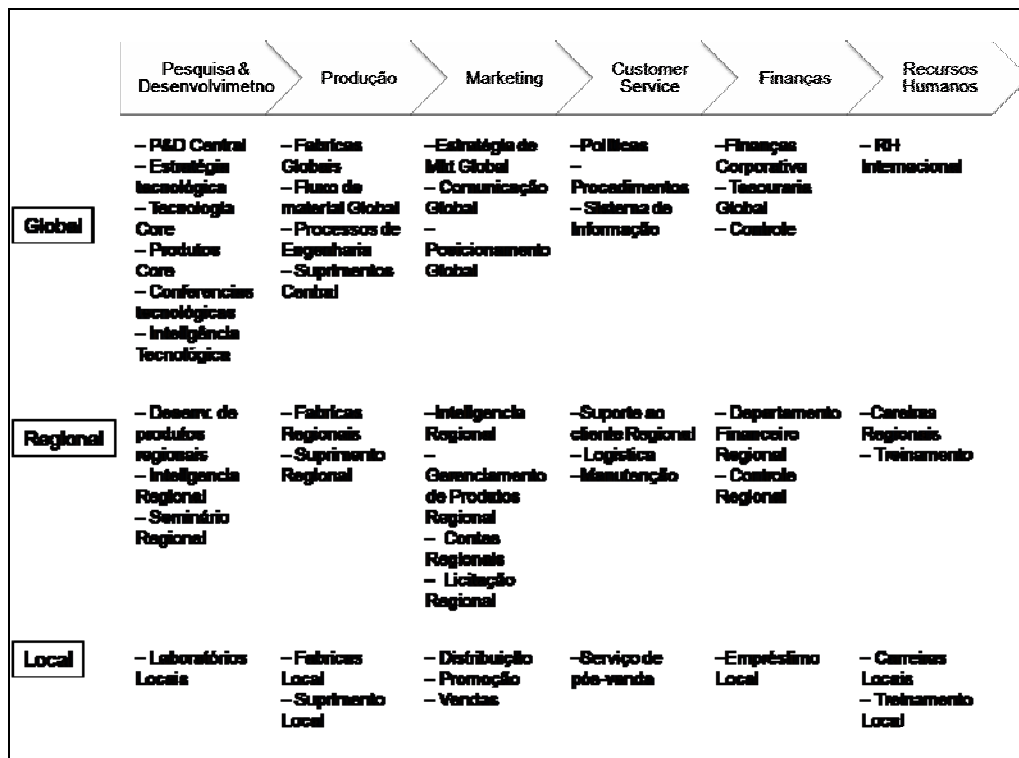 Pesquisa &
Desenvolvimetno
Produção
Marketing
Customer
Service
Finanças
Recursos
Humanos
Global
– P&D Central
– Estratégia
tecnológica
– Tecnologia
Core
– Produtos
Core
– Conferencias
tecnológicas
– Inteligência
Tecnológica
– Fabricas
Globais
– Fluxo de
material Global
– Processos de
Engenharia
– Suprimentos
Central
–Estratégia de
Mkt Global
– Comunicação
Global
–
Posicionamento
Global
–Políticas
–
Procedimentos
– Sistema de
Informação
–Finanças
Corporativa
– Tesouraria
Global
– Controle
– RH
Internacional
Regional
– Desenv. de
produtos
regionais
– Inteligencia
Regional
– Seminário
Regional
– Fabricas
Regionais
– Suprimento
Regional
–Inteligencia
Regional
–
Gerenciamento
de Produtos
Regional
– Contas
Regionais
– Licitação
Regional
–Suporte ao
cliente Regional
– Logística
–Manutenção
– Departamento
Financeiro
Regional
– Controle
Regional
Regionais
– Treinamento
Local
– Laboratórios
Locais
– Fabricas
Local
– Suprimento
Local
– Distribuição
– Promoção
– Vendas
–Serviço de
pós-venda
–Empréstimo
Local
– Carreiras
Locais
– Treinamento
Local